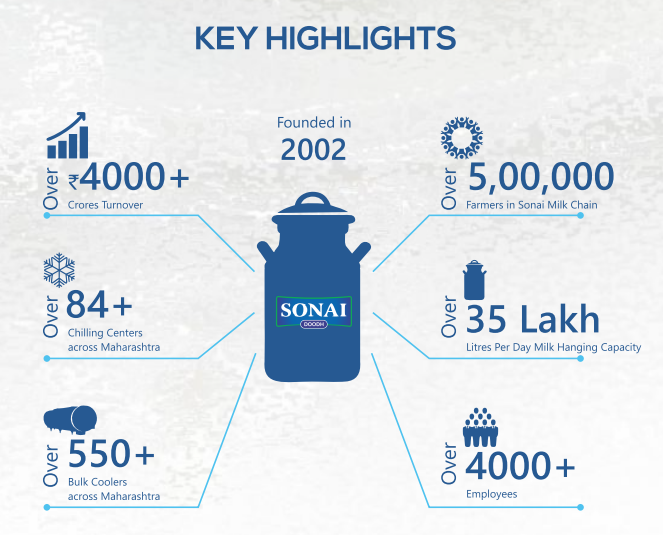 KEY HIGHLIGHTS
Founded in
2002
Over
₹4000+
Crores Turnover
Over
5,00,000
Farmers in Sonai Milk Chain
Over
84+
Chilling Centers
across Maharashtra
SONAI
DOODH
Over
35 Lakh
Litres Per Day Milk Hanging Capacity
Over
550+
Bulk Coolers
across Maharashtra
Over
4000+
Employees